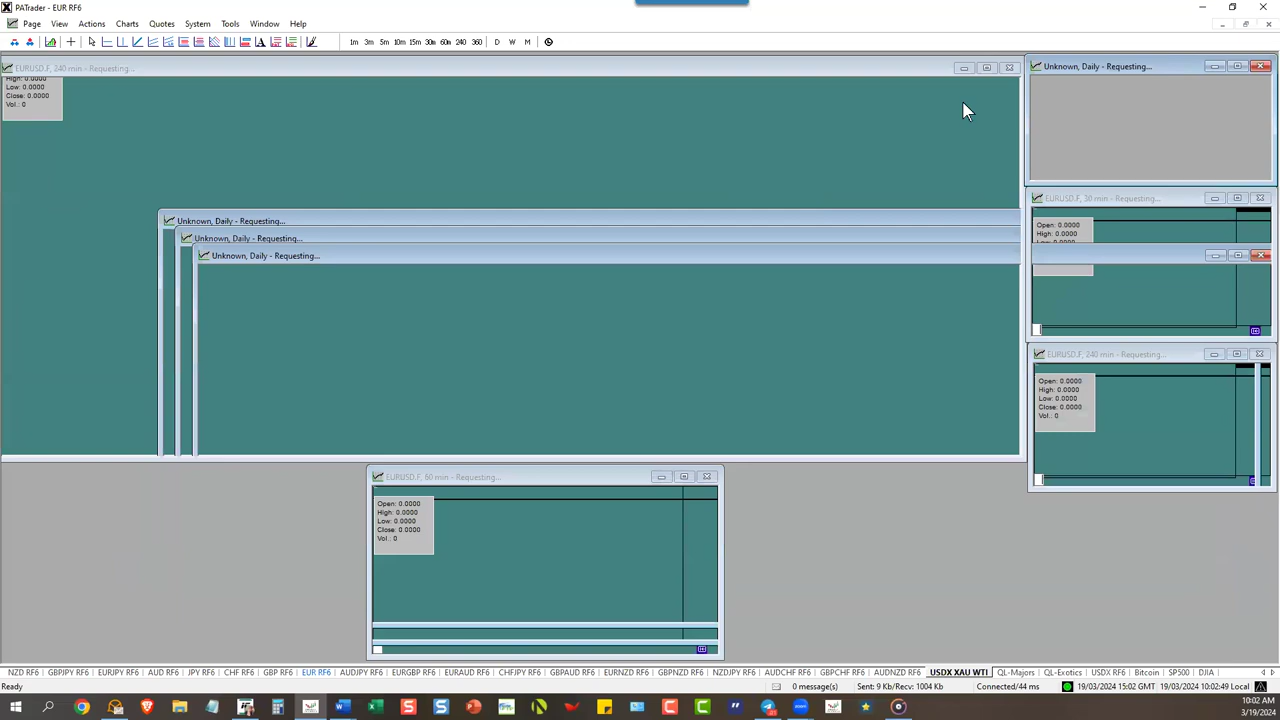 PATrader - EUR RF6
Page View Actions Charts Quotes System Tools Window Help
1m 3m 5m 10m 15m 30m 60m 240 360 D W M
EURUSD.F, 240 min - Requesting...
High: 0.0000
Low: 0.0000
Close: 0.0000
Vol.: 0
Unknown, Daily - Requesting...
Unknown, Daily - Requesting...
Unknown, Daily - Requesting...
Unknown, Daily - Requesting...
EURUSD.F, 30 min - Requesting...
Open: 0.0000
High: 0.0000
EURUSD.F, 240 min - Requesting...
Open: 0.0000
High: 0.0000
Low: 0.0000
Close: 0.0000
Vol.: 0
EURUSD.F, 60 min - Requesting...
Open: 0.0000
High: 0.0000
Low: 0.0000
Close: 0.0000
Vol.: 0
NZD RF6 GBPJPY RF6 EURJPY RF6 AUD RF6 JPY RF6 CHF RF6 GBP RF6 EUR RF6 AUDJPY RF6 EURGBP RF6 EURAUD RF6 CHFJPY RF6 GBPAUD RF6 EURNZD RF6 GBPNZD RF6 NZDJPY RF6 AUDCHF RF6 GBPCHF RF6 AUDNZD RF6 USDX XAU WTI QL-Majors QL-Exotics USDX RF6 Bitcoin SP500 DJIA
Ready 0 message(s) Sent: 9 Kb/Recv: 1004 Kb Connected/44 ms 19/03/2024 15:02 GMT 19/03/2024 10:02:49 Local
10:02 AM
3/19/2024